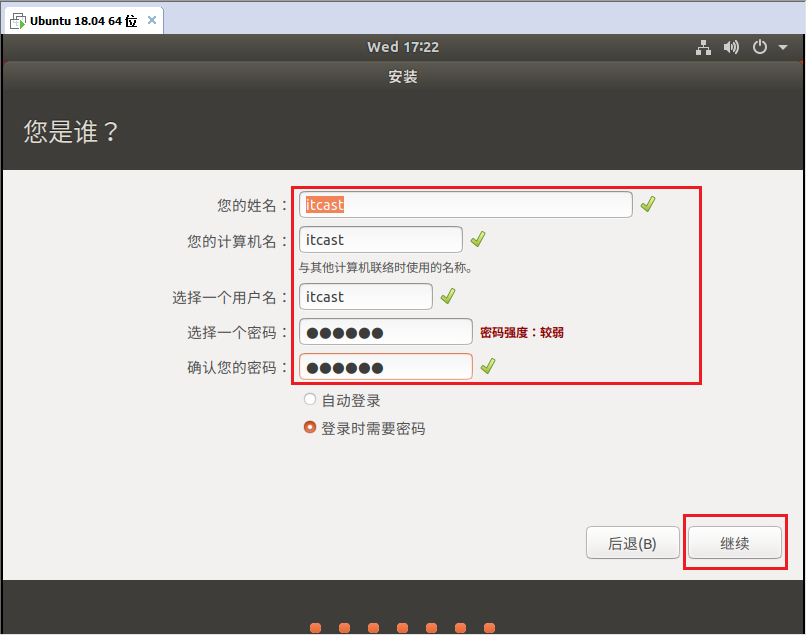 Ubuntu 18.04 64 位
Wed 17:22
安装
您是谁？
您的姓名： itcast
您的计算机名： itcast
与其他计算机联络时使用的名称。
选择一个用户名： itcast
选择一个密码： ●●●●●● 密码强度：较弱
确认您的密码： ●●●●●●
自动登录
登录时需要密码
后退(B) 继续